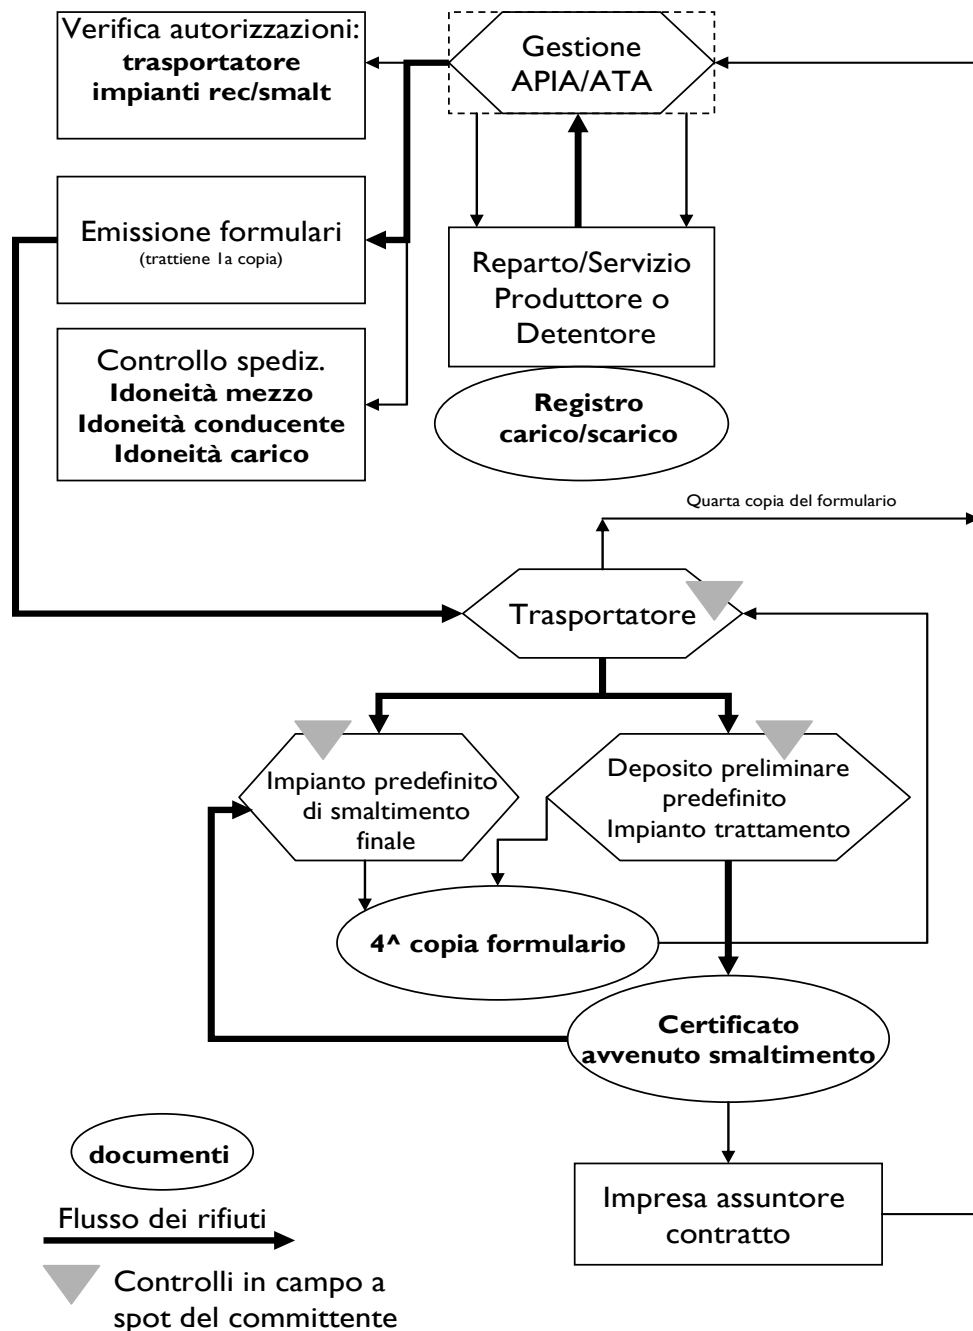 Verifica autorizzazioni:
trasportatore
impianti rec/smalt
Gestione
APIA/ATA
Emissione formulari
(trattiene 1a copia)
Reparto/Servizio
Produttore o
Detentore
Controllo spediz.
Idoneità mezzo
Idoneità conducente
Idoneità carico
Registro
carico/scarico
Quarta copia del formulario
Trasportatore
Impianto predefinito
di smaltimento
finale
Deposito preliminare
predefinito
Impianto trattamento
4^ copia formulario
Certificato
avvenuto smaltimento
documenti
Impresa assuntore
contratto
Flusso dei rifiuti
Controlli in campo a
spot del committente